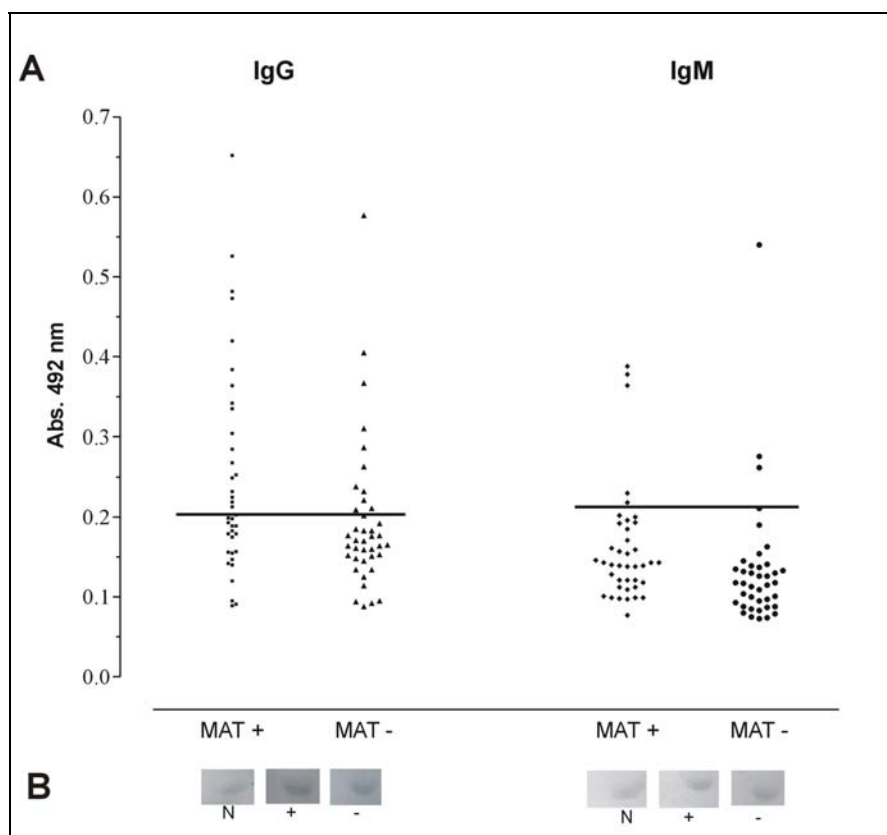 A
IgG IgM
0.7
0.6
0.5
0.4
0.3
0.2
0.1
0.0
Abs. 492 nm
MAT + MAT - MAT + MAT -
B
N + - N + -